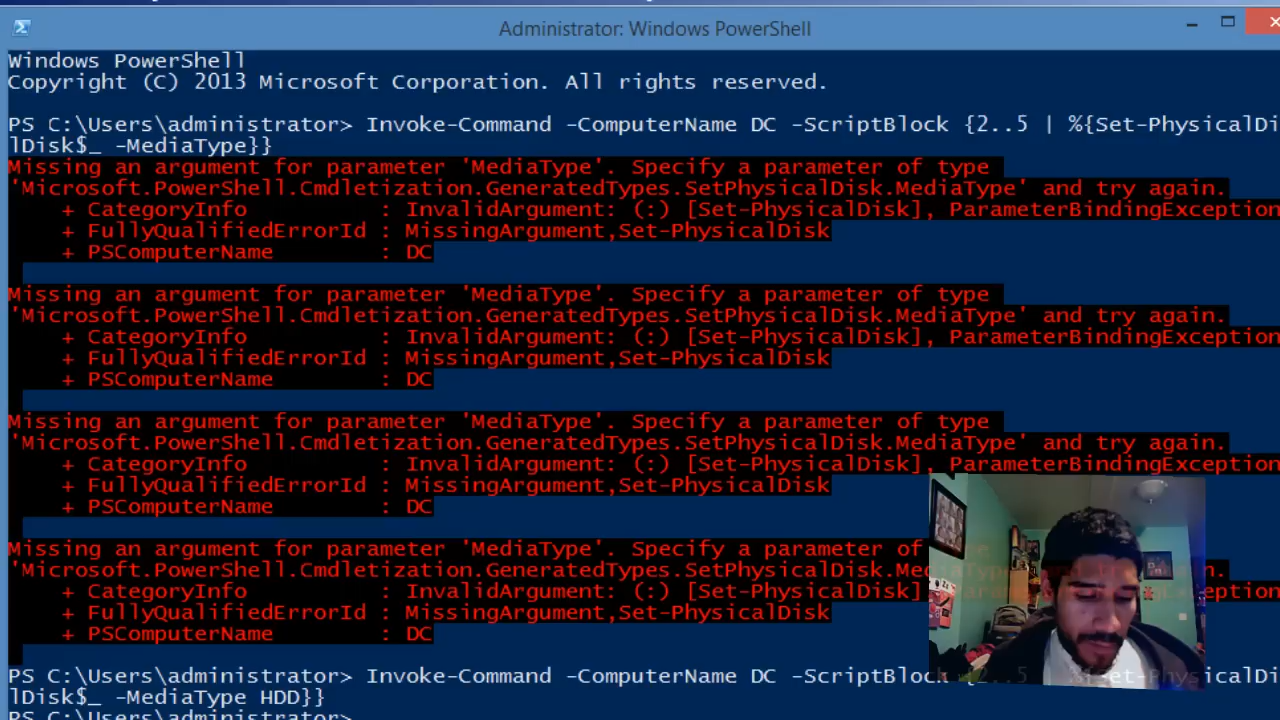 Administrator: Windows PowerShell
Windows PowerShell
Copyright (C) 2013 Microsoft Corporation. All rights reserved.
PS C:\Users\administrator> Invoke-Command -ComputerName DC -ScriptBlock {2..5 | %{Set-PhysicalDi
lDisk$_ -MediaType}}
Missing an argument for parameter 'MediaType'. Specify a parameter of type
'Microsoft.PowerShell.Cmdletization.GeneratedTypes.SetPhysicalDisk.MediaType' and try again.
+ CategoryInfo : InvalidArgument: (:) [Set-PhysicalDisk], ParameterBindingException
+ FullyQualifiedErrorId : MissingArgument,Set-PhysicalDisk
+ PSComputerName : DC
Missing an argument for parameter 'MediaType'. Specify a parameter of type
'Microsoft.PowerShell.Cmdletization.GeneratedTypes.SetPhysicalDisk.MediaType' and try again.
+ CategoryInfo : InvalidArgument: (:) [Set-PhysicalDisk], ParameterBindingException
+ FullyQualifiedErrorId : MissingArgument,Set-PhysicalDisk
+ PSComputerName : DC
Missing an argument for parameter 'MediaType'. Specify a parameter of type
'Microsoft.PowerShell.Cmdletization.GeneratedTypes.SetPhysicalDisk.MediaType' and try again.
+ CategoryInfo : InvalidArgument: (:) [Set-PhysicalDisk], ParameterBindingException
+ FullyQualifiedErrorId : MissingArgument,Set-PhysicalDisk
+ PSComputerName : DC
Missing an argument for parameter 'MediaType'. Specify a parameter of
'Microsoft.PowerShell.Cmdletization.GeneratedTypes.SetPhysicalDisk.MediaType
+ CategoryInfo : InvalidArgument: (:) [Set-PhysicalDisk],
+ FullyQualifiedErrorId : MissingArgument,Set-PhysicalDisk
+ PSComputerName : DC
PS C:\Users\administrator> Invoke-Command -ComputerName DC -ScriptBlock {2..5 %{Set-PhysicalDi
lDisk$_ -MediaType HDD}}
PS C:\Users\administrator>